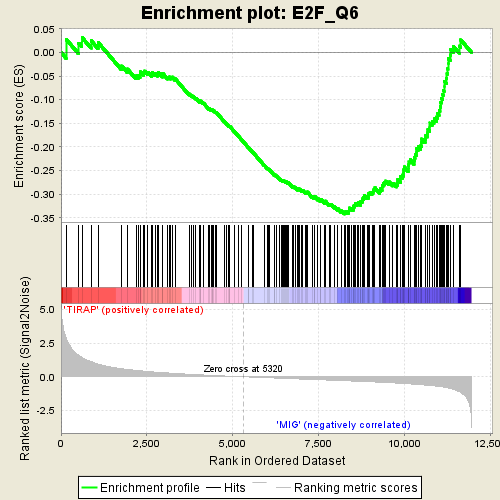 Enrichment plot: E2F_Q6
Enrichment score (ES)
0.05
0.00
-0.05
-0.10
-0.15
-0.20
-0.25
-0.30
-0.35
'TIRAP' (positively correlated)
Ranked list metric (Signal2Noise)
5.0
2.5
0.0
-2.5
Zero cross at 5320
'MIG' (negatively correlated)
0 2,500 5,000 7,500 10,000 12,500
Rank in Ordered Dataset
Enrichment profile Hits Ranking metric scores